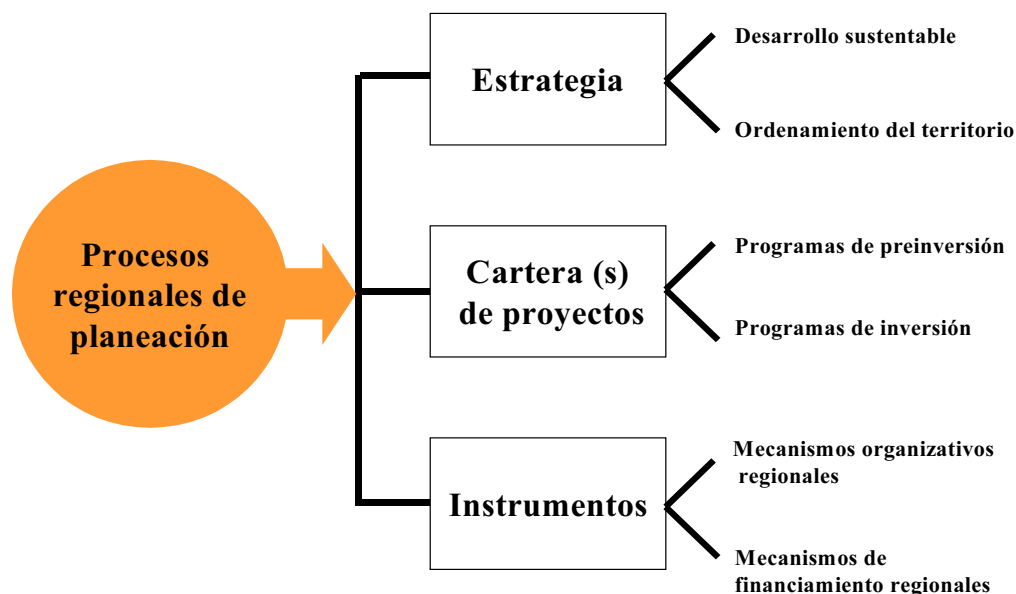 Procesos
regionales de
planeación
Estrategia
Desarrollo sustentable
Ordenamiento del territorio
Cartera (s)
de proyectos
Programas de preinversión
Programas de inversión
Instrumentos
Mecanismos organizativos
regionales
Mecanismos de
financiamiento regionales